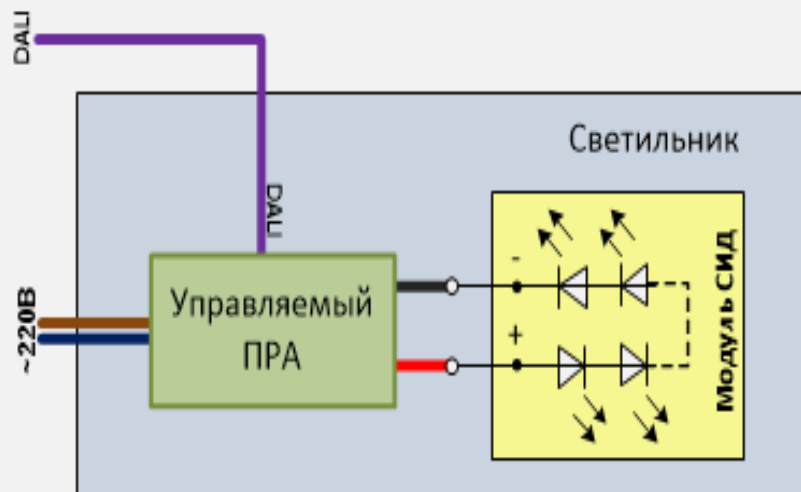 DALI
Светильник
DALI
Управляемый
ПРА
~220В
-
+
Модуль СИД